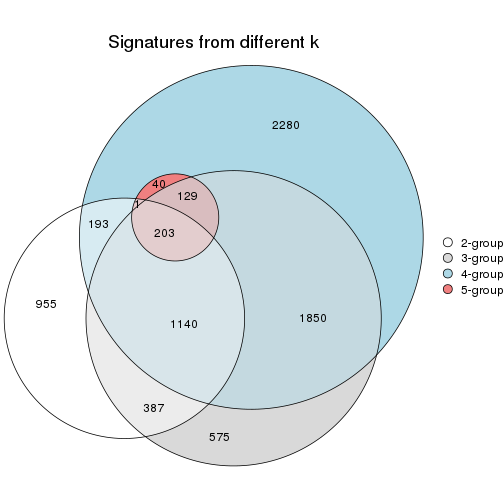 Signatures from different k
2280
40
129
1
203
193
955
1140
1850
387
575
2-group
3-group
4-group
5-group